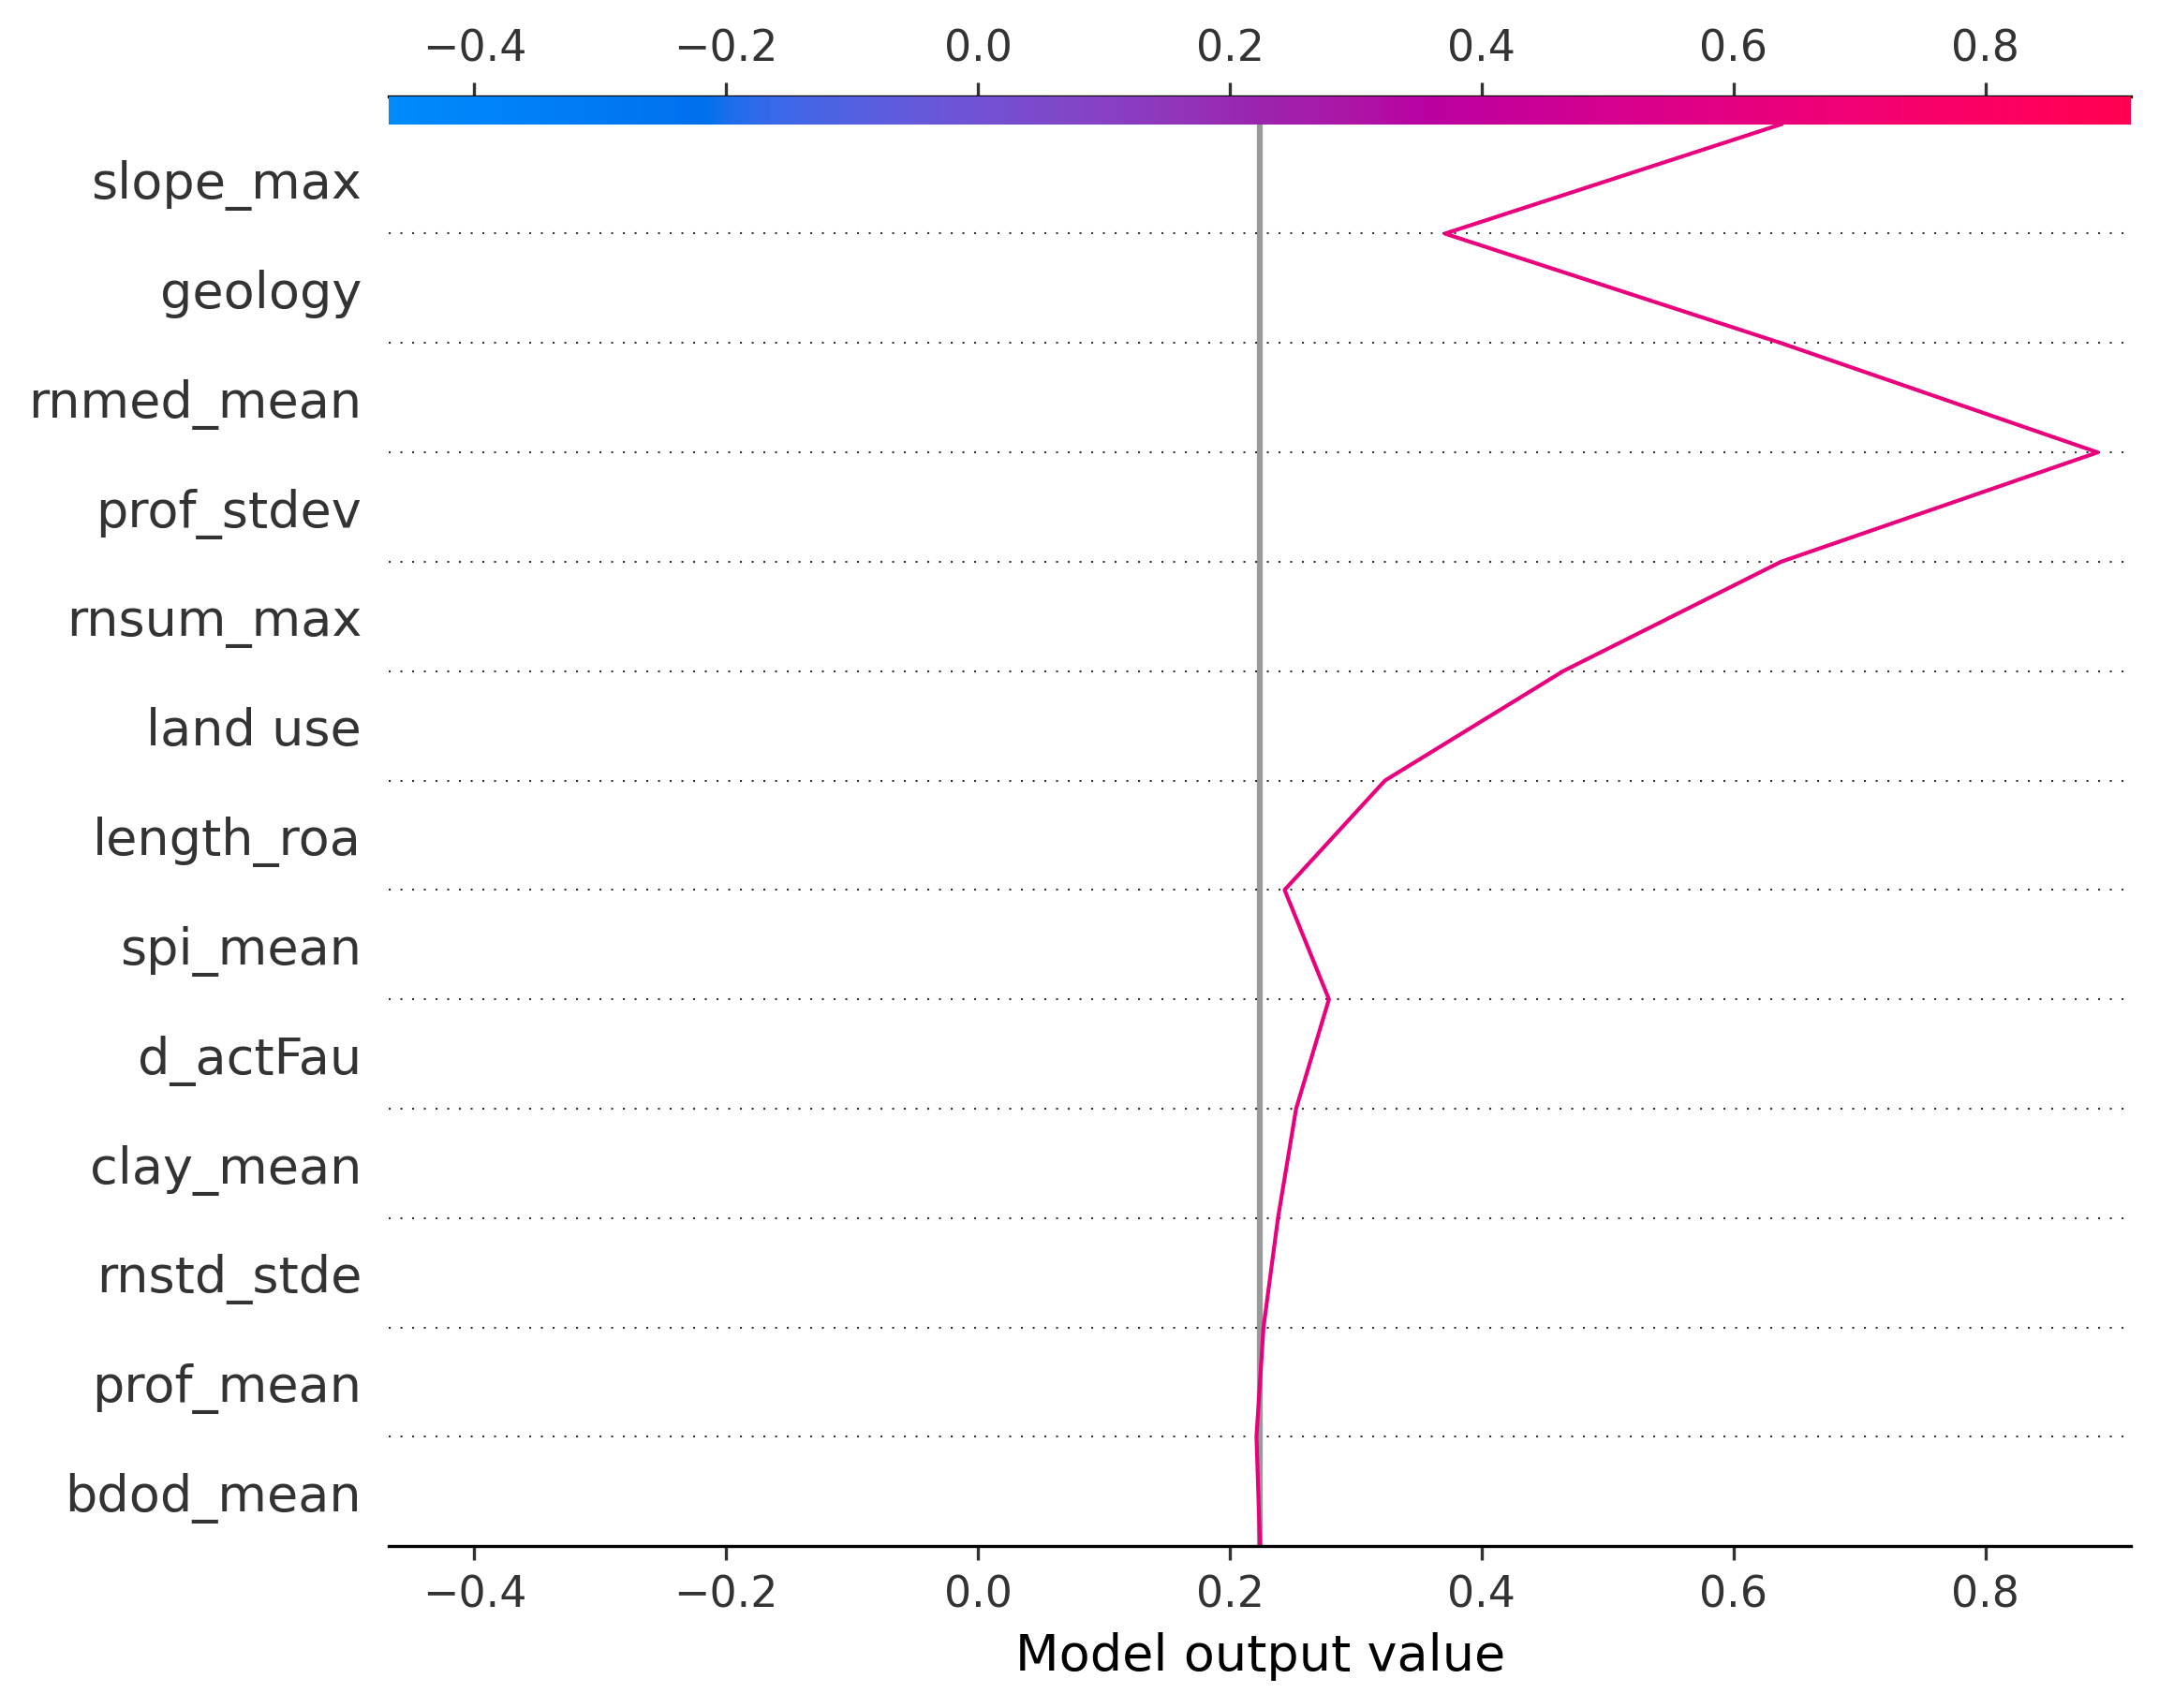 −0.4 −0.2 0.0 0.2 0.4 0.6 0.8
slope_max
geology
rnmed_mean
prof_stdev
rnsum_max
land use
length_roa
spi_mean
d_actFau
clay_mean
rnstd_stde
prof_mean
bdod_mean
−0.4 −0.2 0.0 0.2 0.4 0.6 0.8
Model output value